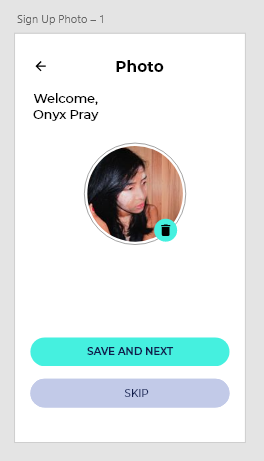 Sign Up Photo – 1
Photo
Welcome,
Onyx Pray
SAVE AND NEXT
SKIP